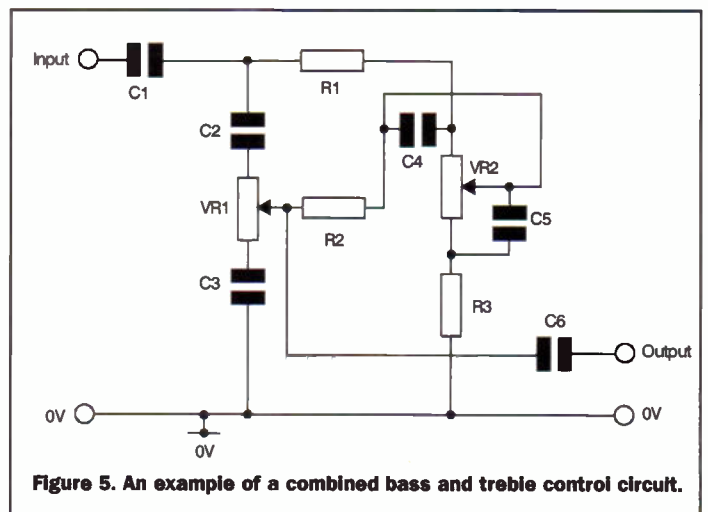 Input
C1
R1
C2
C4
VR2
VR1
R2
C5
C3
R3
C6
Output
0V
0V
0V
Figure 5. An example of a combined bass and treble control circuit.